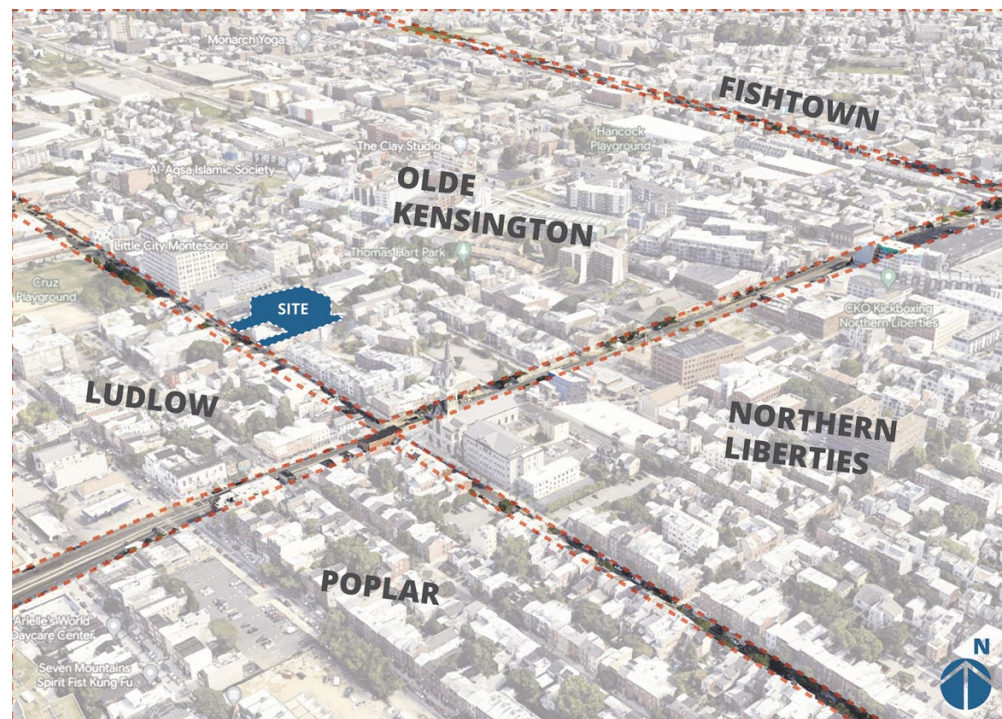 Monarch Yoga
FISHTOWN
The Clay Studio
Hancock
Playground
Al-Aqsa Islamic Society
OLDE
KENSINGTON
Little City Montessori
Thomas Hart Park
Cruz
Playground
SITE
CKO Kickboxing
Northern Liberties
LUDLOW
NORTHERN
LIBERTIES
POPLAR
Arielle's World
Daycare Center
Seven Mountains
Spirit Fist Kung Fu
N